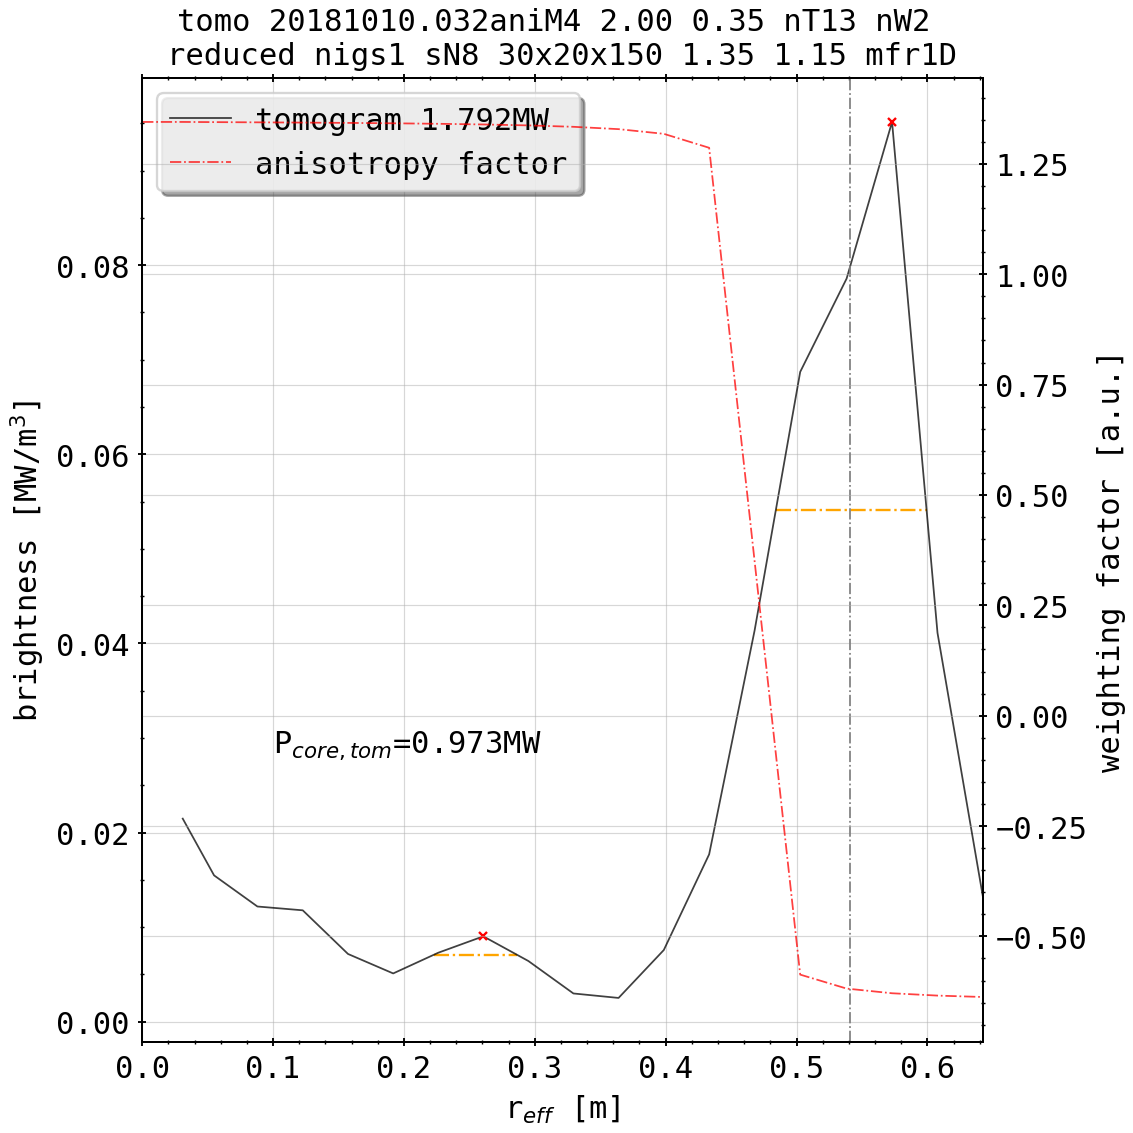 tomo 20181010.032aniM4 2.00 0.35 nT13 nW2
reduced nigs1 sN8 30x20x150 1.35 1.15 mfr1D
tomogram 1.792MW
anisotropy factor
brightness [MW/m³]
0.08
0.06
0.04
0.02
0.00
P_core,tom=0.973MW
1.25
1.00
0.75
0.50
0.25
0.00
−0.25
−0.50
weighting factor [a.u.]
0.0 0.1 0.2 0.3 0.4 0.5 0.6
r_eff [m]